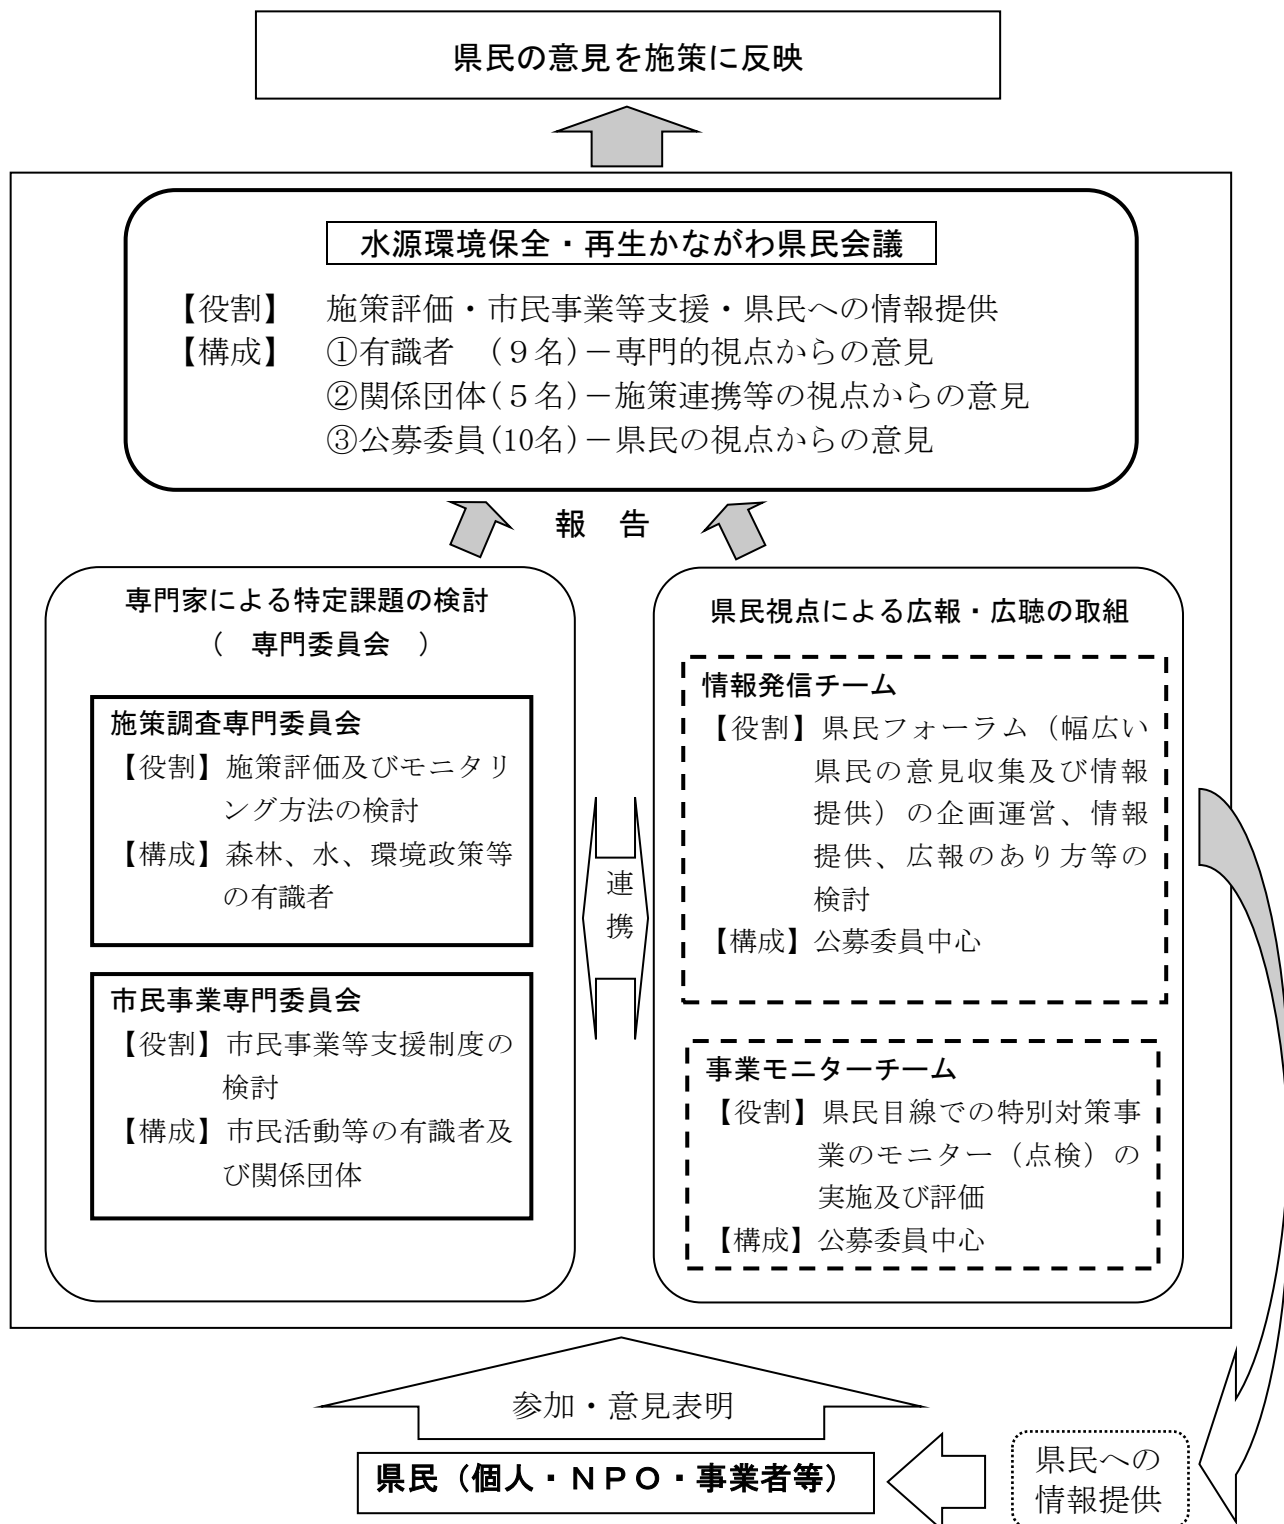 県民の意見を施策に反映
水源環境保全・再生かながわ県民会議
【役割】　施策評価・市民事業等支援・県民への情報提供
【構成】　①有識者　（９名）－専門的視点からの意見
②関係団体（５名）－施策連携等の視点からの意見
③公募委員（10名）－県民の視点からの意見
報　告
専門家による特定課題の検討
（　専門委員会　）
施策調査専門委員会
【役割】施策評価及びモニタリ
ング方法の検討
【構成】森林、水、環境政策等
の有識者
市民事業専門委員会
【役割】市民事業等支援制度の
検討
【構成】市民活動等の有識者及
び関係団体
連
携
県民視点による広報・広聴の取組
情報発信チーム
【役割】県民フォーラム（幅広い
県民の意見収集及び情報
提供）の企画運営、情報
提供、広報のあり方等の
検討
【構成】公募委員中心
事業モニターチーム
【役割】県民目線での特別対策事
業のモニター（点検）の
実施及び評価
【構成】公募委員中心
参加・意見表明
県民（個人・ＮＰＯ・事業者等）
県民への
情報提供